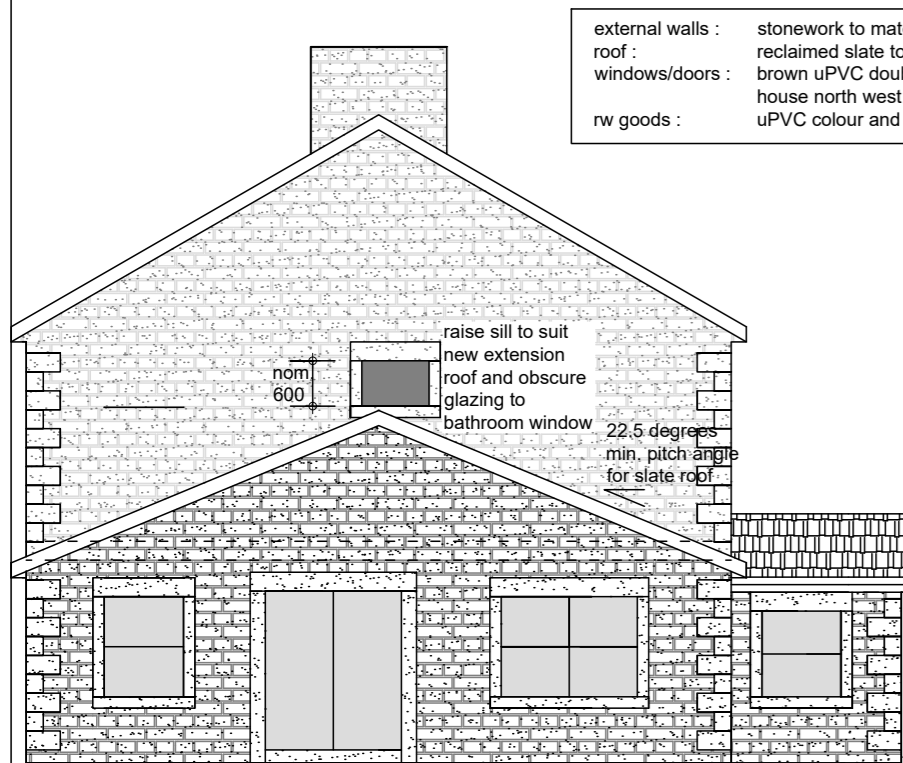 external walls : stonework to mat
roof : reclaimed slate to
windows/doors : brown uPVC doub
house north west
rw goods : uPVC colour and
raise sill to suit
new extension
roof and obscure
glazing to
bathroom window
nom
600
22.5 degrees
min. pitch angle
for slate roof